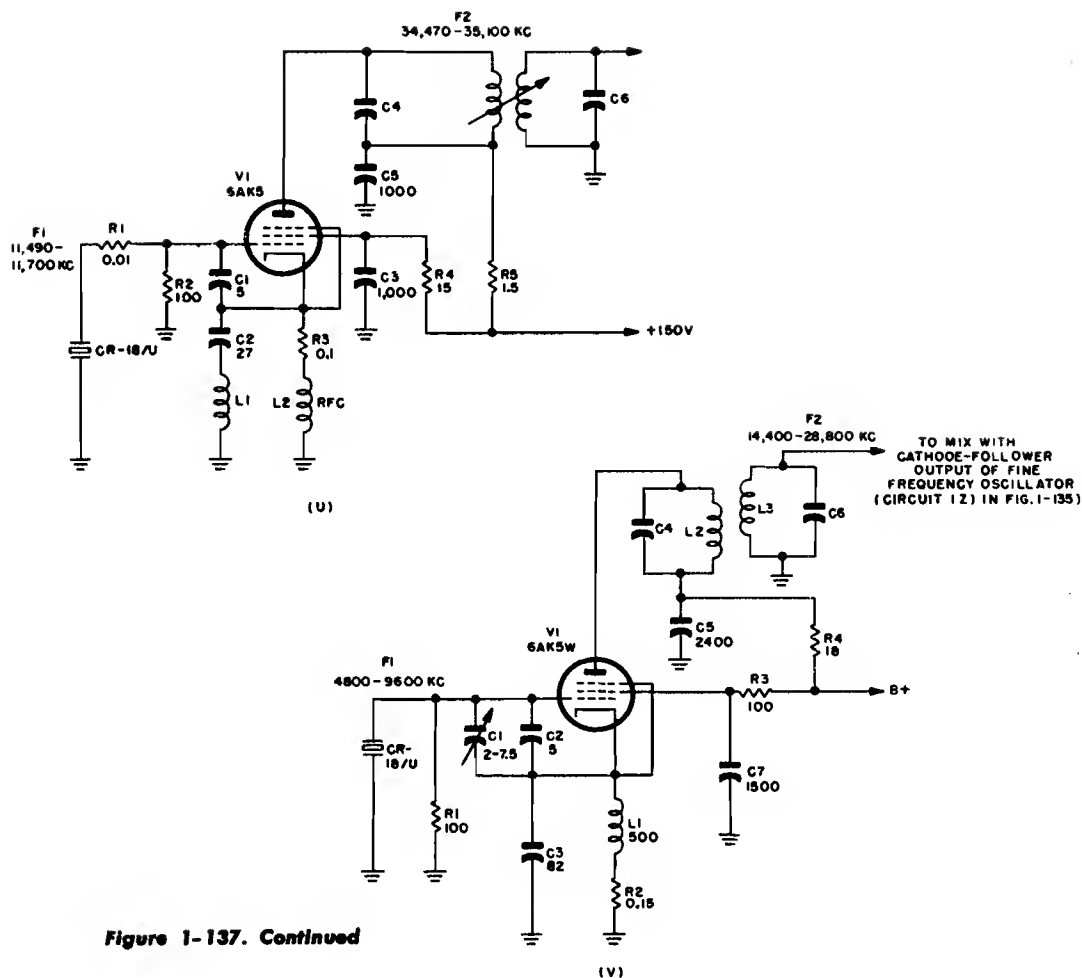 F2
34,470-35,100 KC
C4
C6
C5
1000
V1
6AK5
F1
11,490-
11,700 KC
R1
0.01
R2
100
C1
5
C3
1,000
R4
15
R5
1.5
+150V
C2
27
R3
0.1
CR-18/U
L1
L2
RFC
(U)
F2
14,400-28,800 KC
TO MIX WITH
CATHODE-FOLLOWER
OUTPUT OF FINE
FREQUENCY OSCILLATOR
(CIRCUIT (Z) IN FIG. 1-135)
C4
L2
L3
C6
C5
2400
R4
18
V1
6AK5W
F1
4800-9600 KC
R3
100
B+
CR-
18/U
C1
2-7.5
C2
5
C7
1500
R1
100
L1
500
C3
82
R2
0.15
Figure 1-137. Continued
(V)